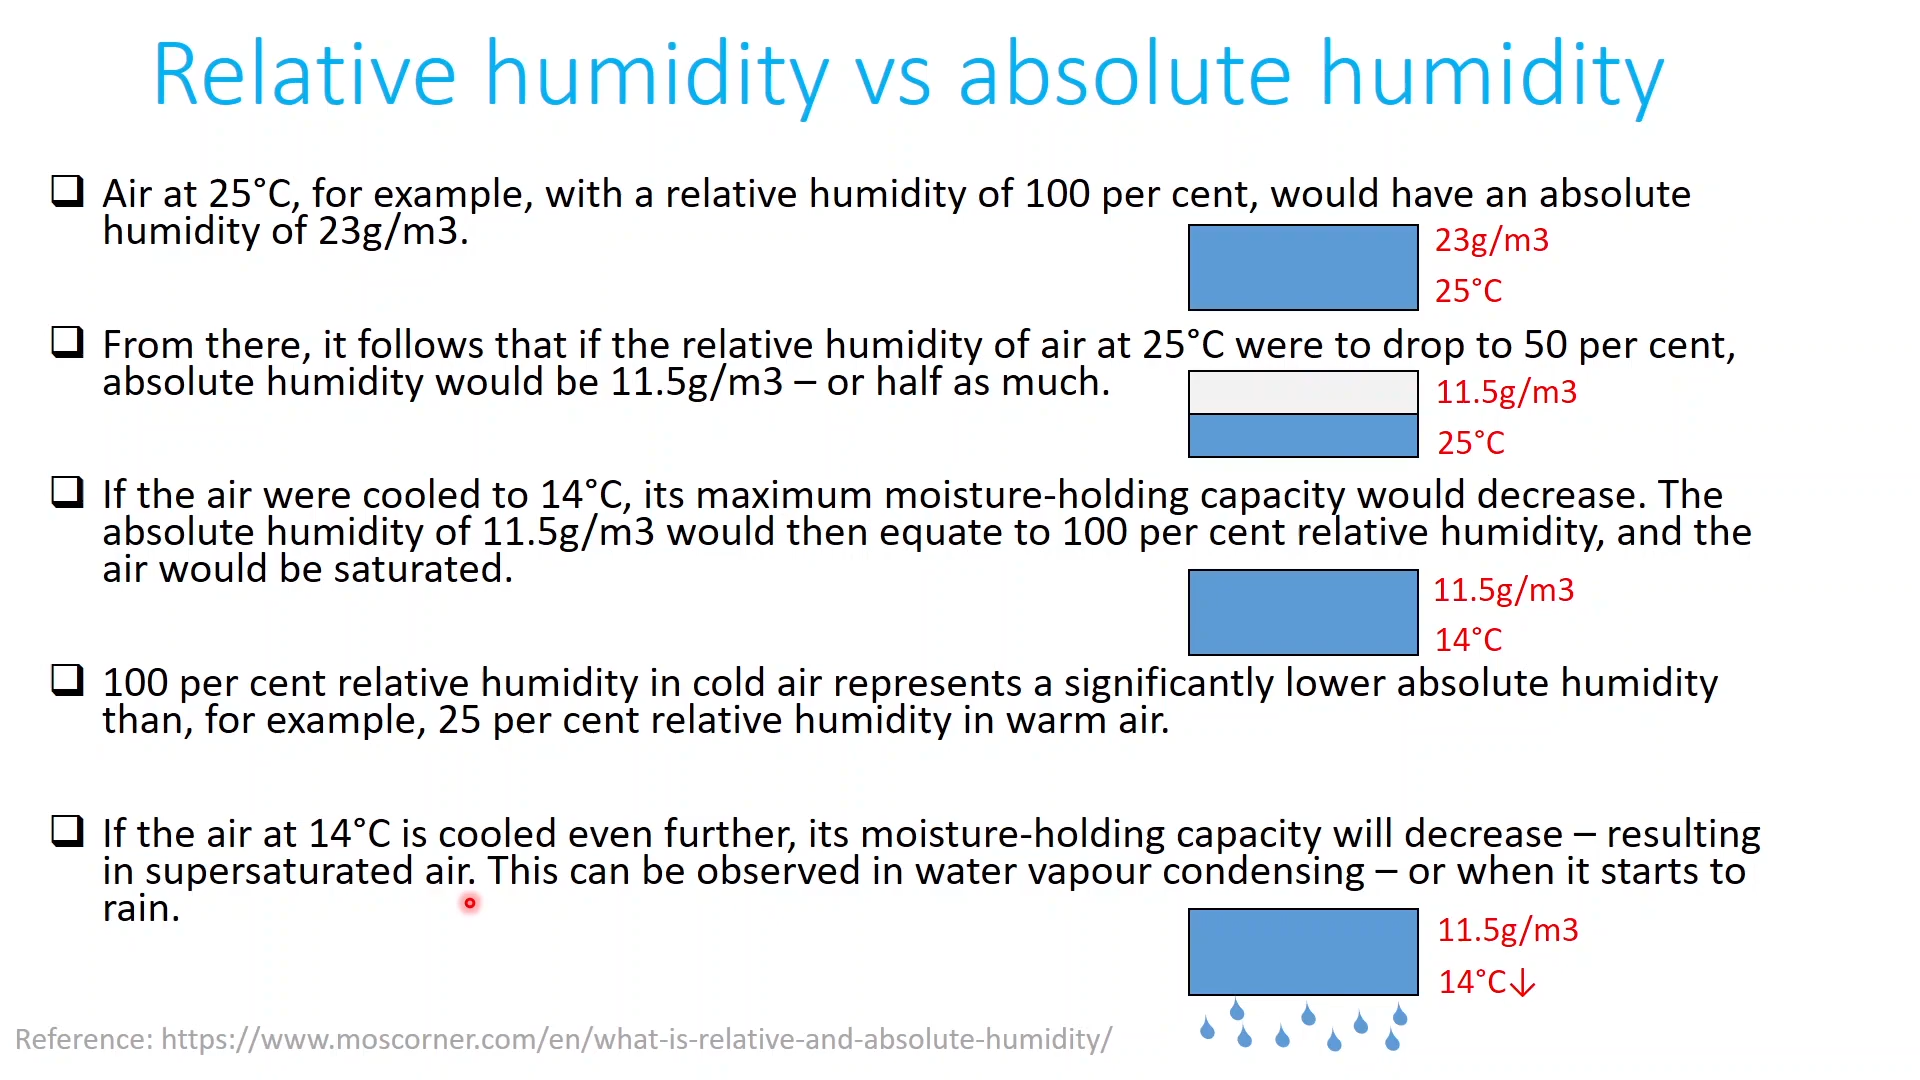 Relative humidity vs absolute humidity
Air at 25°C, for example, with a relative humidity of 100 per cent, would have an absolute
humidity of 23g/m3.
23g/m3
25°C
From there, it follows that if the relative humidity of air at 25°C were to drop to 50 per cent,
absolute humidity would be 11.5g/m3 – or half as much.
11.5g/m3
25°C
If the air were cooled to 14°C, its maximum moisture-holding capacity would decrease. The
absolute humidity of 11.5g/m3 would then equate to 100 per cent relative humidity, and the
air would be saturated.
11.5g/m3
14°C
100 per cent relative humidity in cold air represents a significantly lower absolute humidity
than, for example, 25 per cent relative humidity in warm air.
If the air at 14°C is cooled even further, its moisture-holding capacity will decrease – resulting
in supersaturated air. This can be observed in water vapour condensing – or when it starts to
rain.
11.5g/m3
14°C↓
Reference: https://www.moscorner.com/en/what-is-relative-and-absolute-humidity/